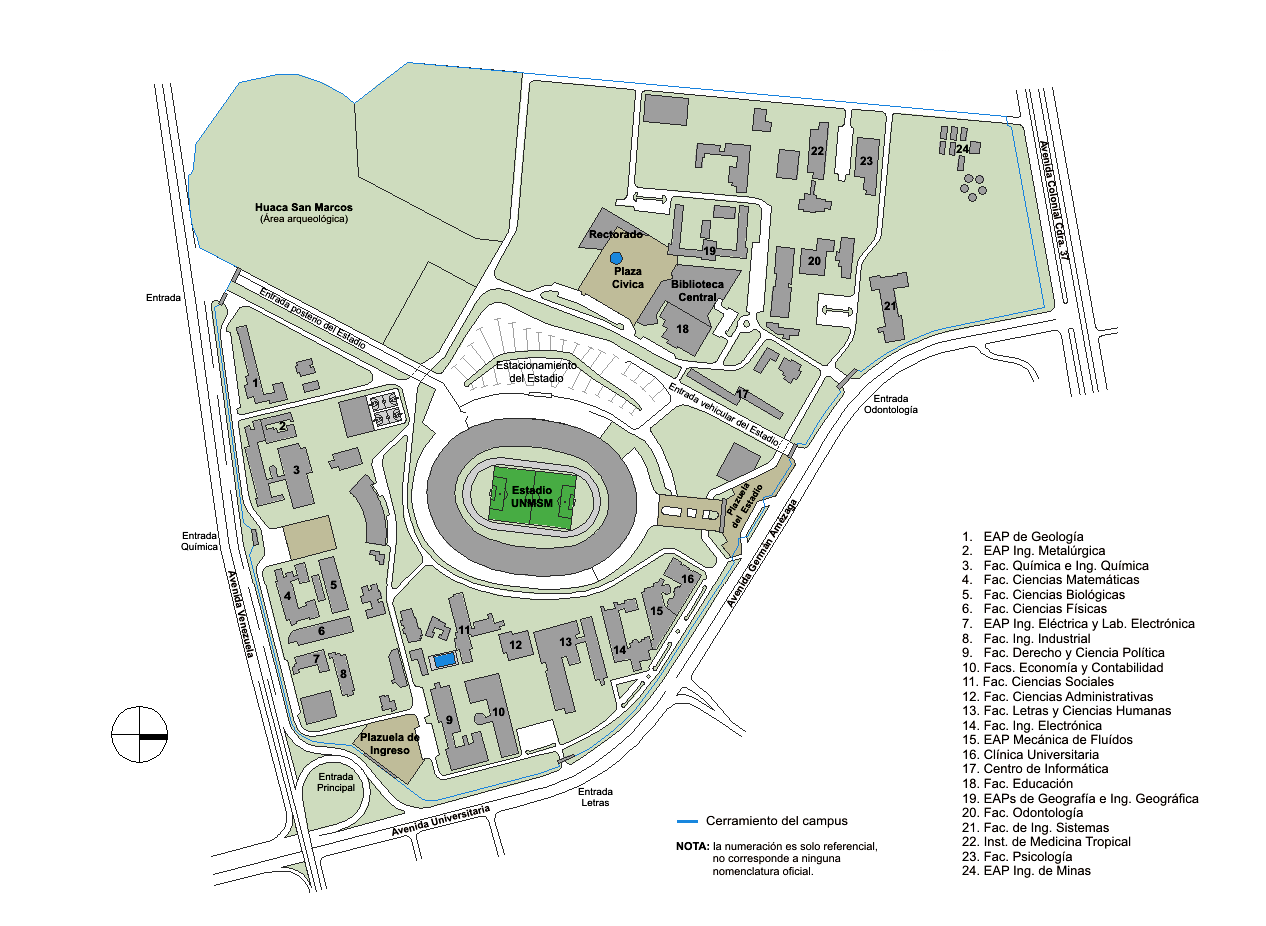 22
23
24
Avenida Colonial Cdra. 37
Huaca San Marcos
(Área arqueológica)
Rectorado
19
20
Plaza
Civica
Biblioteca
Central
Entrada
Entrada posterio del Estadio
18
21
Estacionamiento
del Estadio
1
Entrada vehicular del Estadio
17
Entrada
Odontología
2
3
Estadio
UNMSM
Plazuela
del Estadio
Entrada
Química
Avenida Germán Amézaga
Avenida Venezuela
4
5
16
15
6
11
12
13
14
7
8
9
10
Plazuela de
Ingreso
Entrada
Principal
Entrada
Letras
Avenida Universitaria
1. EAP de Geología
2. EAP Ing. Metalúrgica
3. Fac. Química e Ing. Química
4. Fac. Ciencias Matemáticas
5. Fac. Ciencias Biológicas
6. Fac. Ciencias Físicas
7. EAP Ing. Eléctrica y Lab. Electrónica
8. Fac. Ing. Industrial
9. Fac. Derecho y Ciencia Política
10. Facs. Economía y Contabilidad
11. Fac. Ciencias Sociales
12. Fac. Ciencias Administrativas
13. Fac. Letras y Ciencias Humanas
14. Fac. Ing. Electrónica
15. EAP Mecánica de Fluídos
16. Clínica Universitaria
17. Centro de Informática
18. Fac. Educación
19. EAPs de Geografía e Ing. Geográfica
20. Fac. Odontología
21. Fac. de Ing. Sistemas
22. Inst. de Medicina Tropical
23. Fac. Psicología
24. EAP Ing. de Minas
Cerramiento del campus
NOTA: la numeración es solo referencial,
no corresponde a ninguna
nomenclatura oficial.